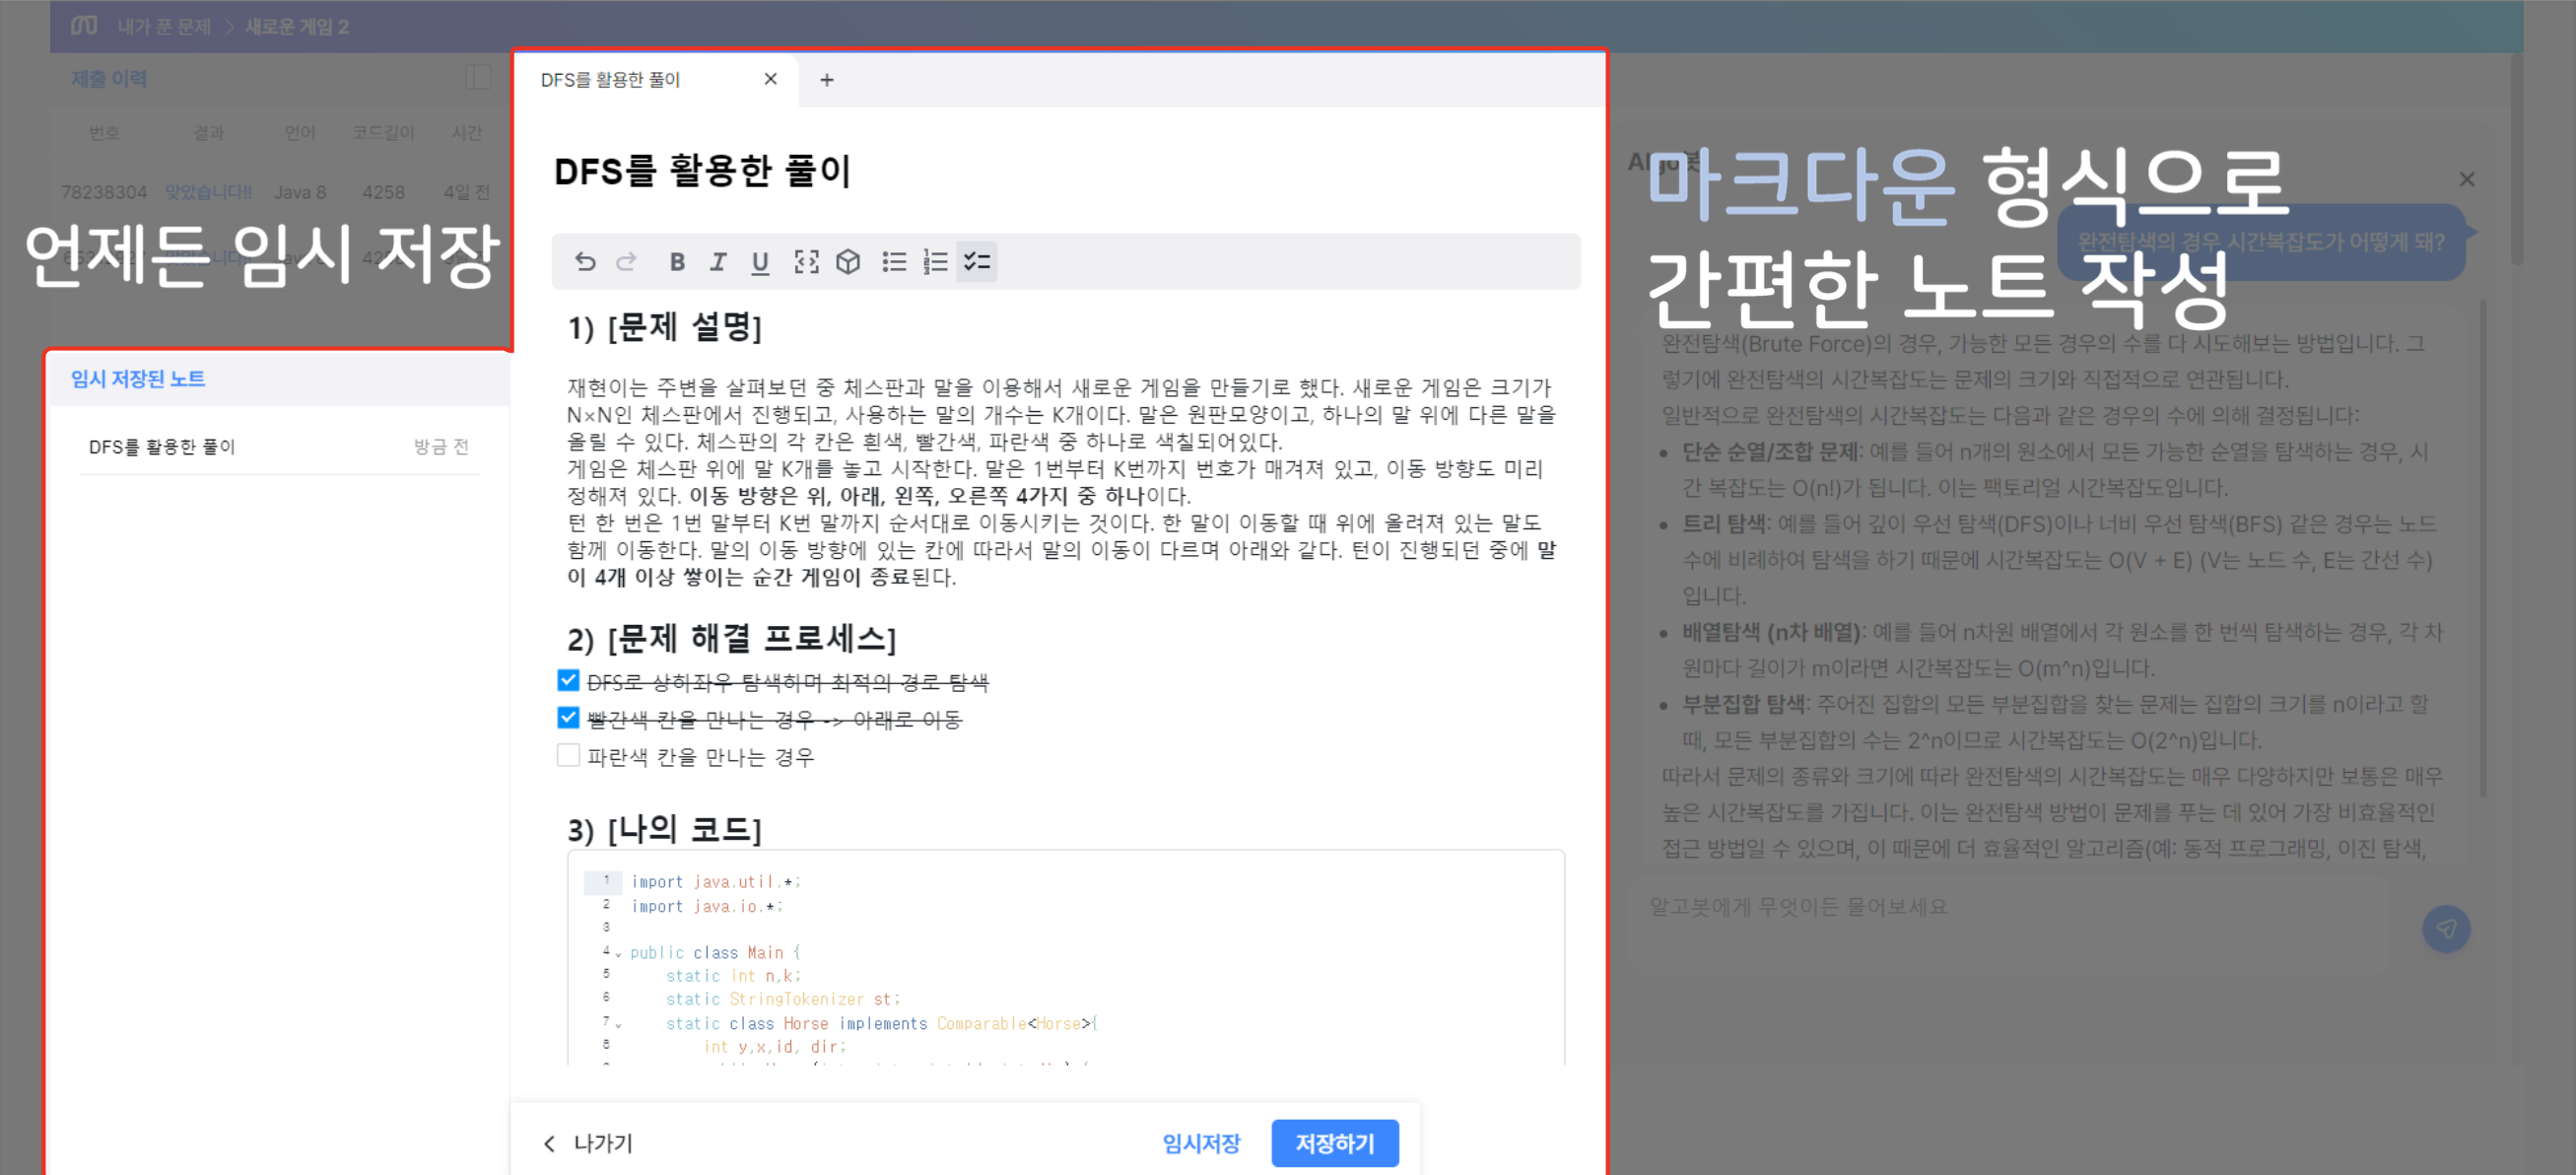 내가 푼 문제 > 새로운 게임 2
제출 이력
번호 결과 언어 코드길이 시간
78238304 맞았습니다!! Java 8 4258 4일 전
언제든 임시 저장
임시 저장된 노트
DFS를 활용한 풀이 방금 전
DFS를 활용한 풀이 × +
DFS를 활용한 풀이
B I U
1) [문제 설명]
재현이는 주변을 살펴보던 중 체스판과 말을 이용해서 새로운 게임을 만들기로 했다. 새로운 게임은 크기가
N×N인 체스판에서 진행되고, 사용하는 말의 개수는 K개이다. 말은 원판모양이고, 하나의 말 위에 다른 말을
올릴 수 있다. 체스판의 각 칸은 흰색, 빨간색, 파란색 중 하나로 색칠되어있다.
게임은 체스판 위에 말 K개를 놓고 시작한다. 말은 1번부터 K번까지 번호가 매겨져 있고, 이동 방향도 미리
정해져 있다. 이동 방향은 위, 아래, 왼쪽, 오른쪽 4가지 중 하나이다.
턴 한 번은 1번 말부터 K번 말까지 순서대로 이동시키는 것이다. 한 말이 이동할 때 위에 올려져 있는 말도
함께 이동한다. 말의 이동 방향에 있는 칸에 따라서 말의 이동이 다르며 아래와 같다. 턴이 진행되던 중에 말
이 4개 이상 쌓이는 순간 게임이 종료된다.
2) [문제 해결 프로세스]
DFS로 상하좌우 탐색하며 최적의 경로 탐색
빨간색 칸을 만나는 경우 -> 아래로 이동
파란색 칸을 만나는 경우
3) [나의 코드]
1 import java.util.*;
2 import java.io.*;
3
4 public class Main {
5 static int n,k;
6 static StringTokenizer st;
7 static class Horse implements Comparable<Horse>{
8 int y,x,id, dir;
나가기 임시저장 저장하기
마크다운 형식으로
간편한 노트 작성
완전탐색의 경우 시간복잡도가 어떻게 돼?
완전탐색(Brute Force)의 경우, 가능한 모든 경우의 수를 다 시도해보는 방법입니다. 그
렇기에 완전탐색의 시간복잡도는 문제의 크기와 직접적으로 연관됩니다.
일반적으로 완전탐색의 시간복잡도는 다음과 같은 경우의 수에 의해 결정됩니다:
• 단순 순열/조합 문제: 예를 들어 n개의 원소에서 모든 가능한 순열을 탐색하는 경우, 시
간 복잡도는 O(n!)가 됩니다. 이는 팩토리얼 시간복잡도입니다.
• 트리 탐색: 예를 들어 깊이 우선 탐색(DFS)이나 너비 우선 탐색(BFS) 같은 경우는 노드
수에 비례하여 탐색을 하기 때문에 시간복잡도는 O(V + E) (V는 노드 수, E는 간선 수)
입니다.
• 배열탐색 (n차 배열): 예를 들어 n차원 배열에서 각 원소를 한 번씩 탐색하는 경우, 각 차
원마다 길이가 m이라면 시간복잡도는 O(m^n)입니다.
• 부분집합 탐색: 주어진 집합의 모든 부분집합을 찾는 문제는 집합의 크기를 n이라고 할
때, 모든 부분집합의 수는 2^n이므로 시간복잡도는 O(2^n)입니다.
따라서 문제의 종류와 크기에 따라 완전탐색의 시간복잡도는 매우 다양하지만 보통은 매우
높은 시간복잡도를 가집니다. 이는 완전탐색 방법이 문제를 푸는 데 있어 가장 비효율적인
접근 방법일 수 있으며, 이 때문에 더 효율적인 알고리즘(예: 동적 프로그래밍, 이진 탐색,
알고봇에게 무엇이든 물어보세요